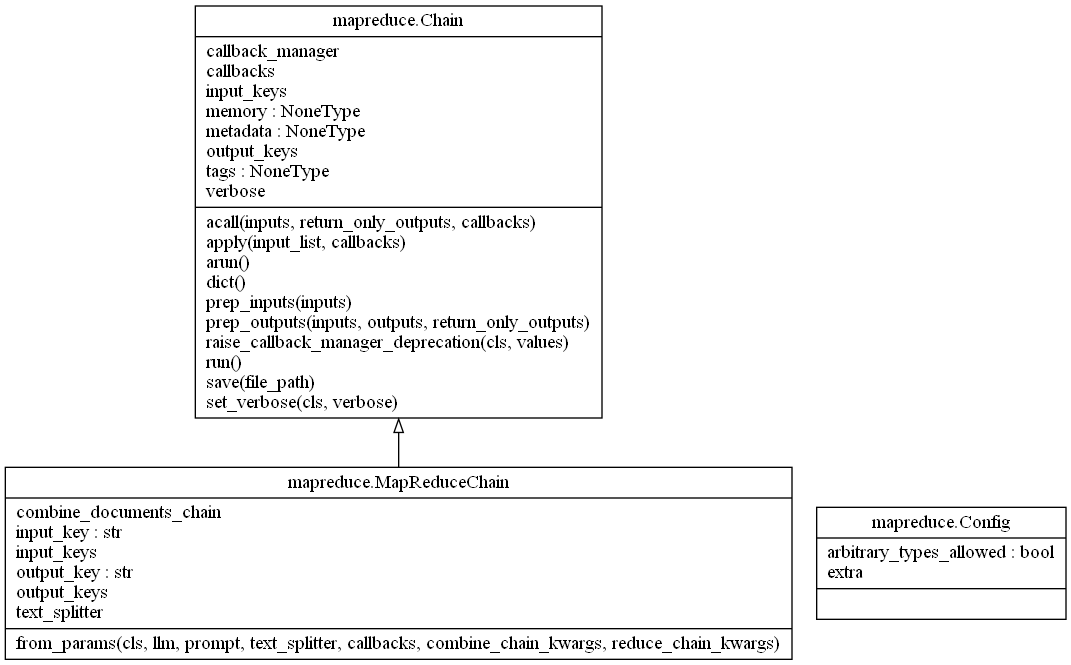 mapreduce.Chain
callback_manager
callbacks
input_keys
memory : NoneType
metadata : NoneType
output_keys
tags : NoneType
verbose
acall(inputs, return_only_outputs, callbacks)
apply(input_list, callbacks)
arun()
dict()
prep_inputs(inputs)
prep_outputs(inputs, outputs, return_only_outputs)
raise_callback_manager_deprecation(cls, values)
run()
save(file_path)
set_verbose(cls, verbose)
mapreduce.MapReduceChain
combine_documents_chain
input_key : str
input_keys
output_key : str
output_keys
text_splitter
from_params(cls, llm, prompt, text_splitter, callbacks, combine_chain_kwargs, reduce_chain_kwargs)
mapreduce.Config
arbitrary_types_allowed : bool
extra